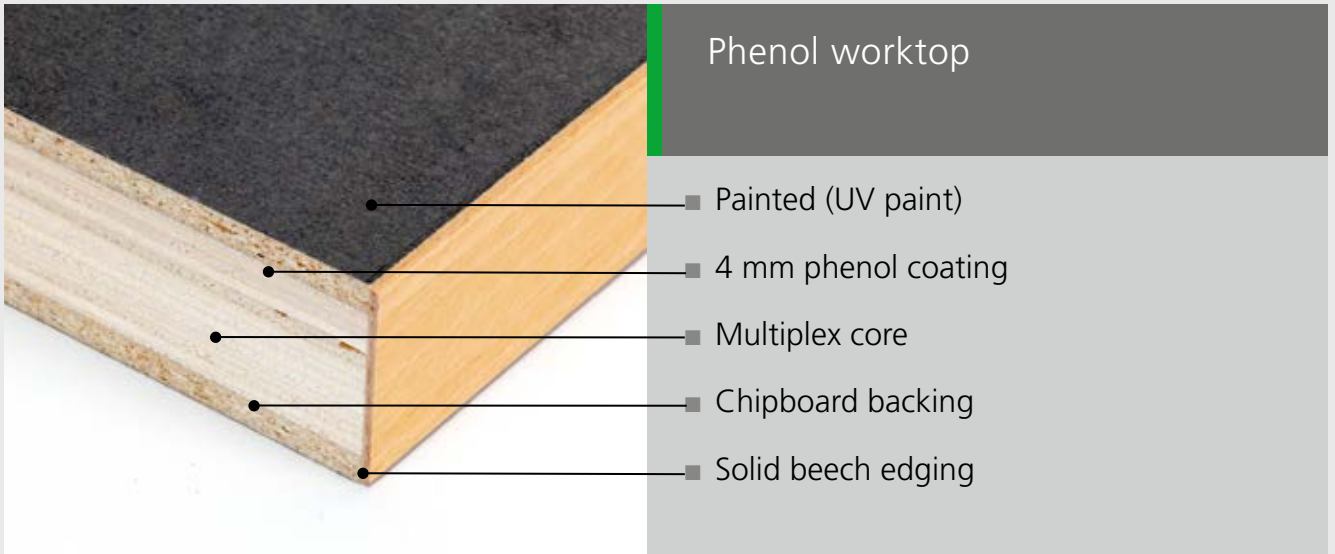 Phenol worktop
Painted (UV paint)
4 mm phenol coating
Multiplex core
Chipboard backing
Solid beech edging